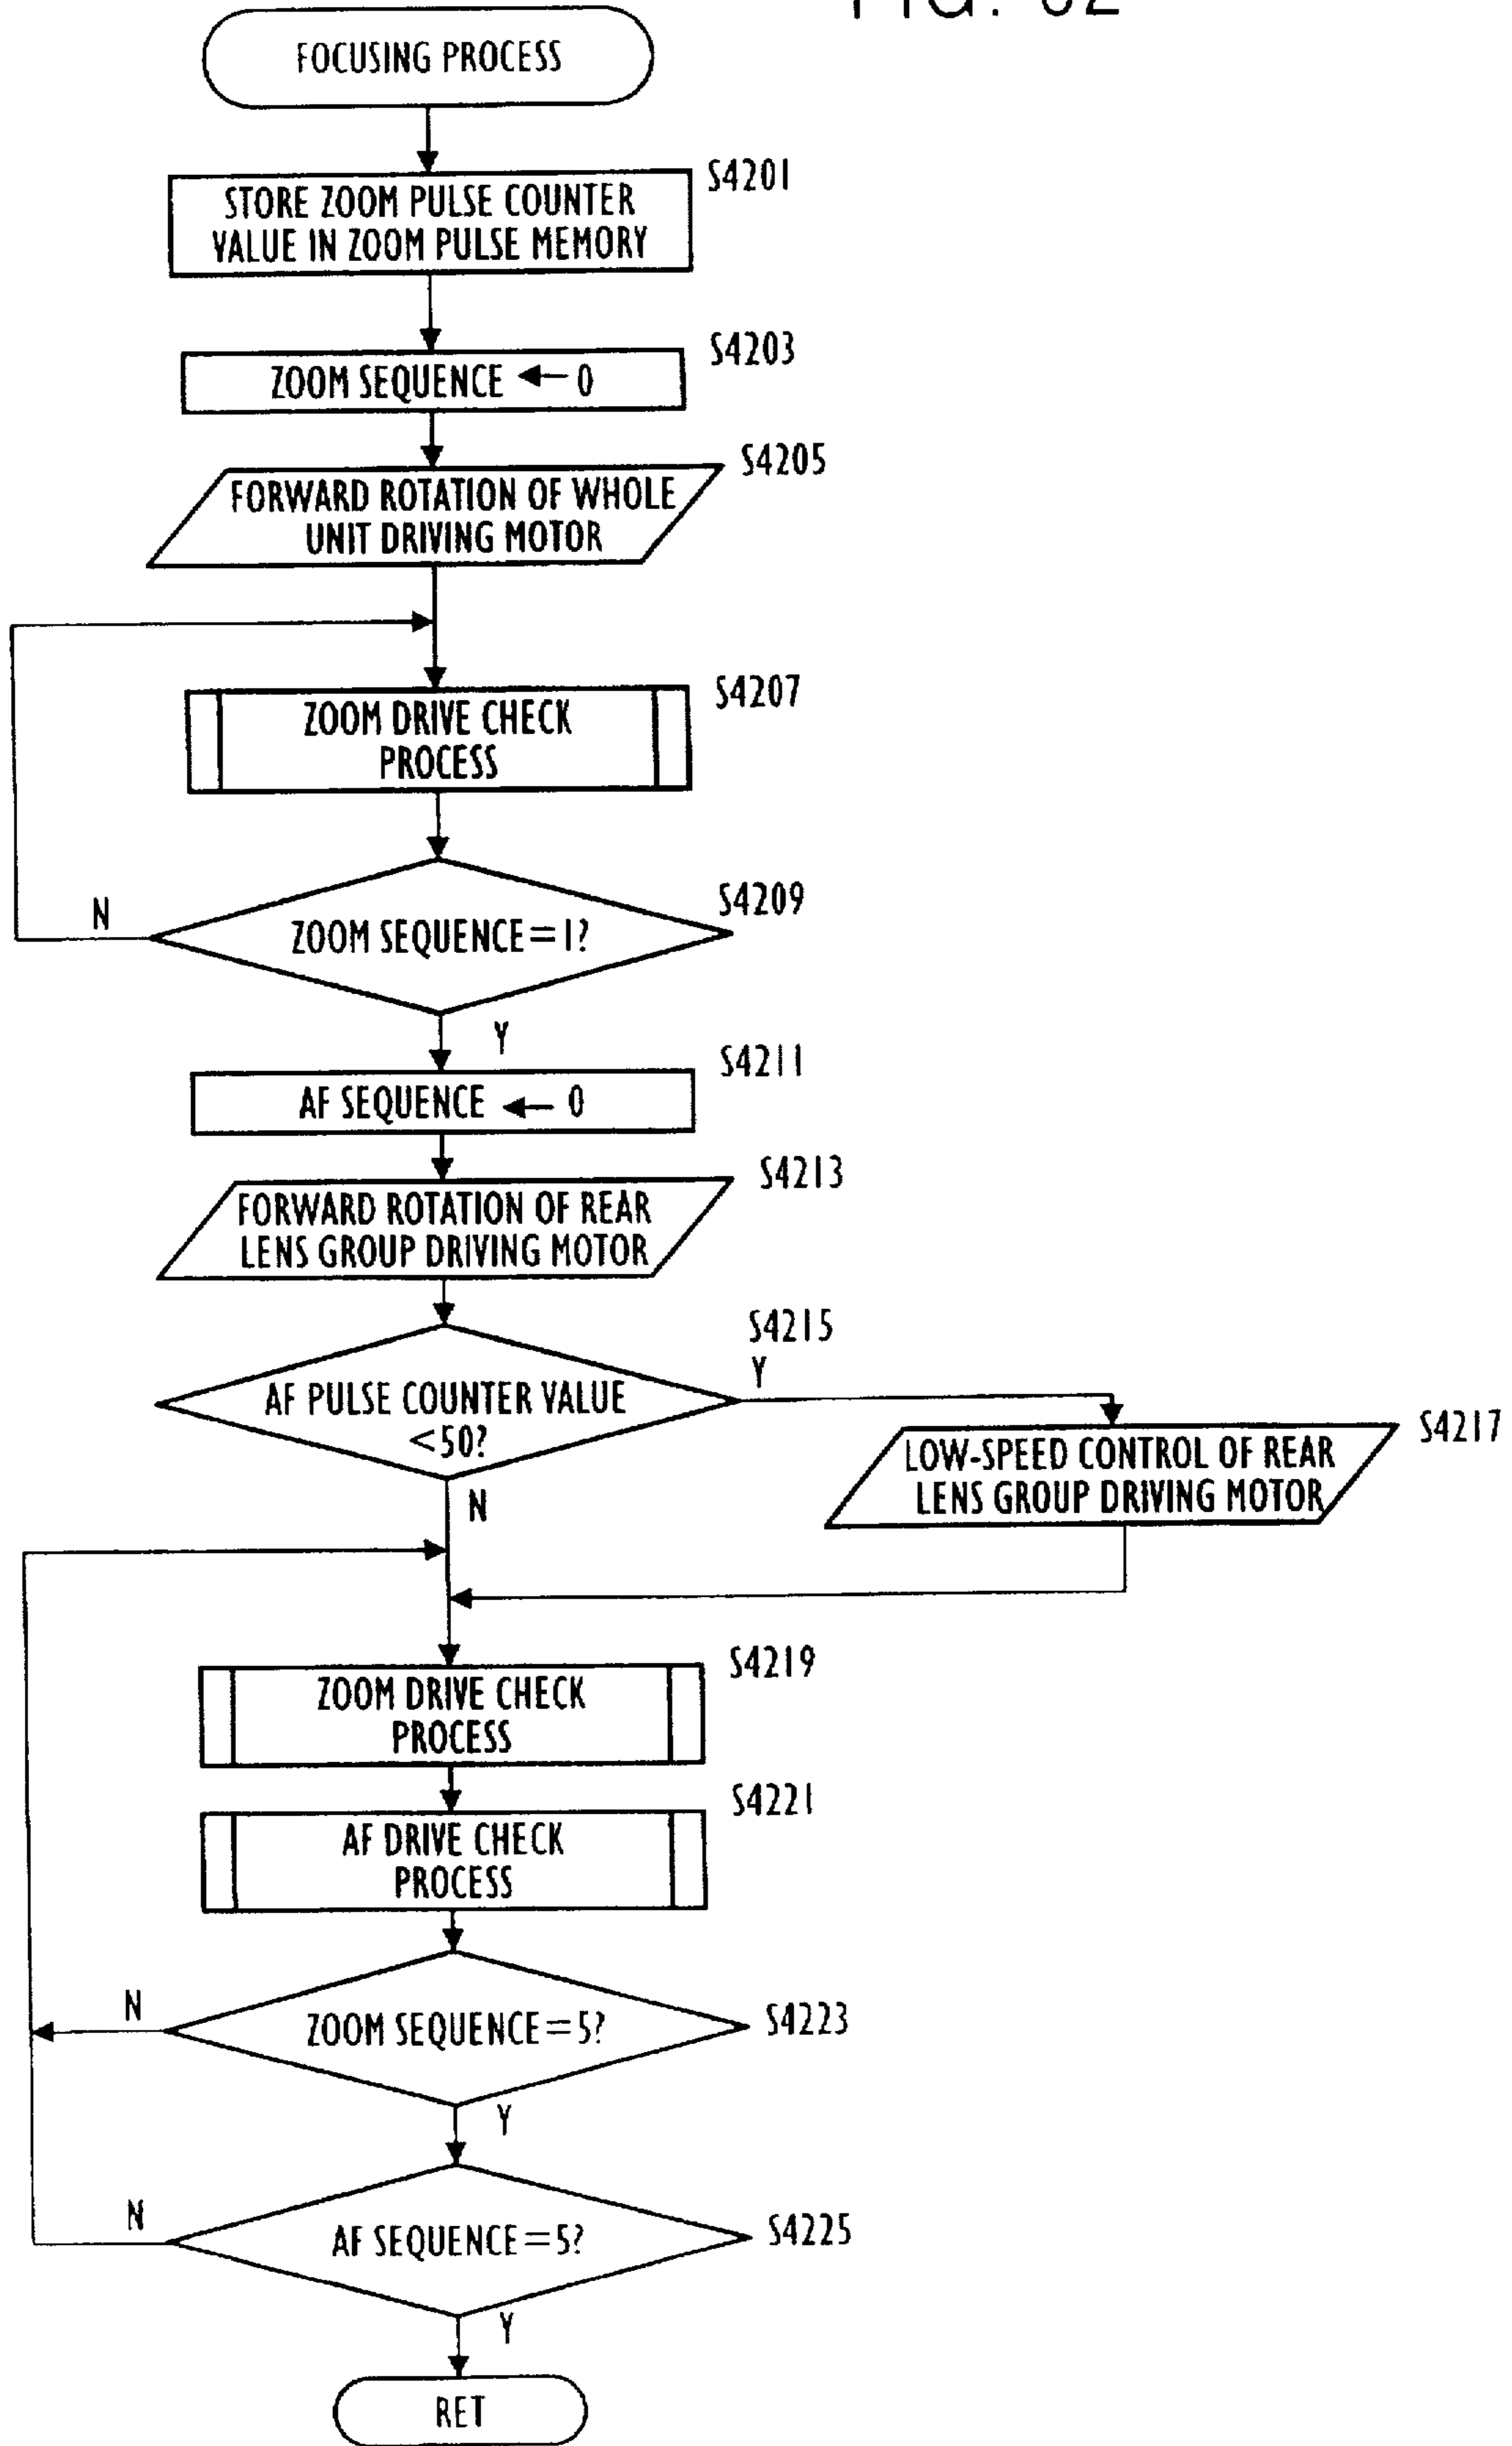 FOCUSING PROCESS
S4201
STORE ZOOM PULSE COUNTER
VALUE IN ZOOM PULSE MEMORY
S4203
ZOOM SEQUENCE ← 0
S4205
FORWARD ROTATION OF WHOLE
UNIT DRIVING MOTOR
S4207
ZOOM DRIVE CHECK
PROCESS
S4209
N
ZOOM SEQUENCE=1?
Y
S4211
AF SEQUENCE ← 0
S4213
FORWARD ROTATION OF REAR
LENS GROUP DRIVING MOTOR
S4215
Y
AF PULSE COUNTER VALUE
<50?
S4217
LOW-SPEED CONTROL OF REAR
LENS GROUP DRIVING MOTOR
N
S4219
ZOOM DRIVE CHECK
PROCESS
S4221
AF DRIVE CHECK
PROCESS
N
ZOOM SEQUENCE=5?
S4223
Y
N
AF SEQUENCE=5?
S4225
Y
RET